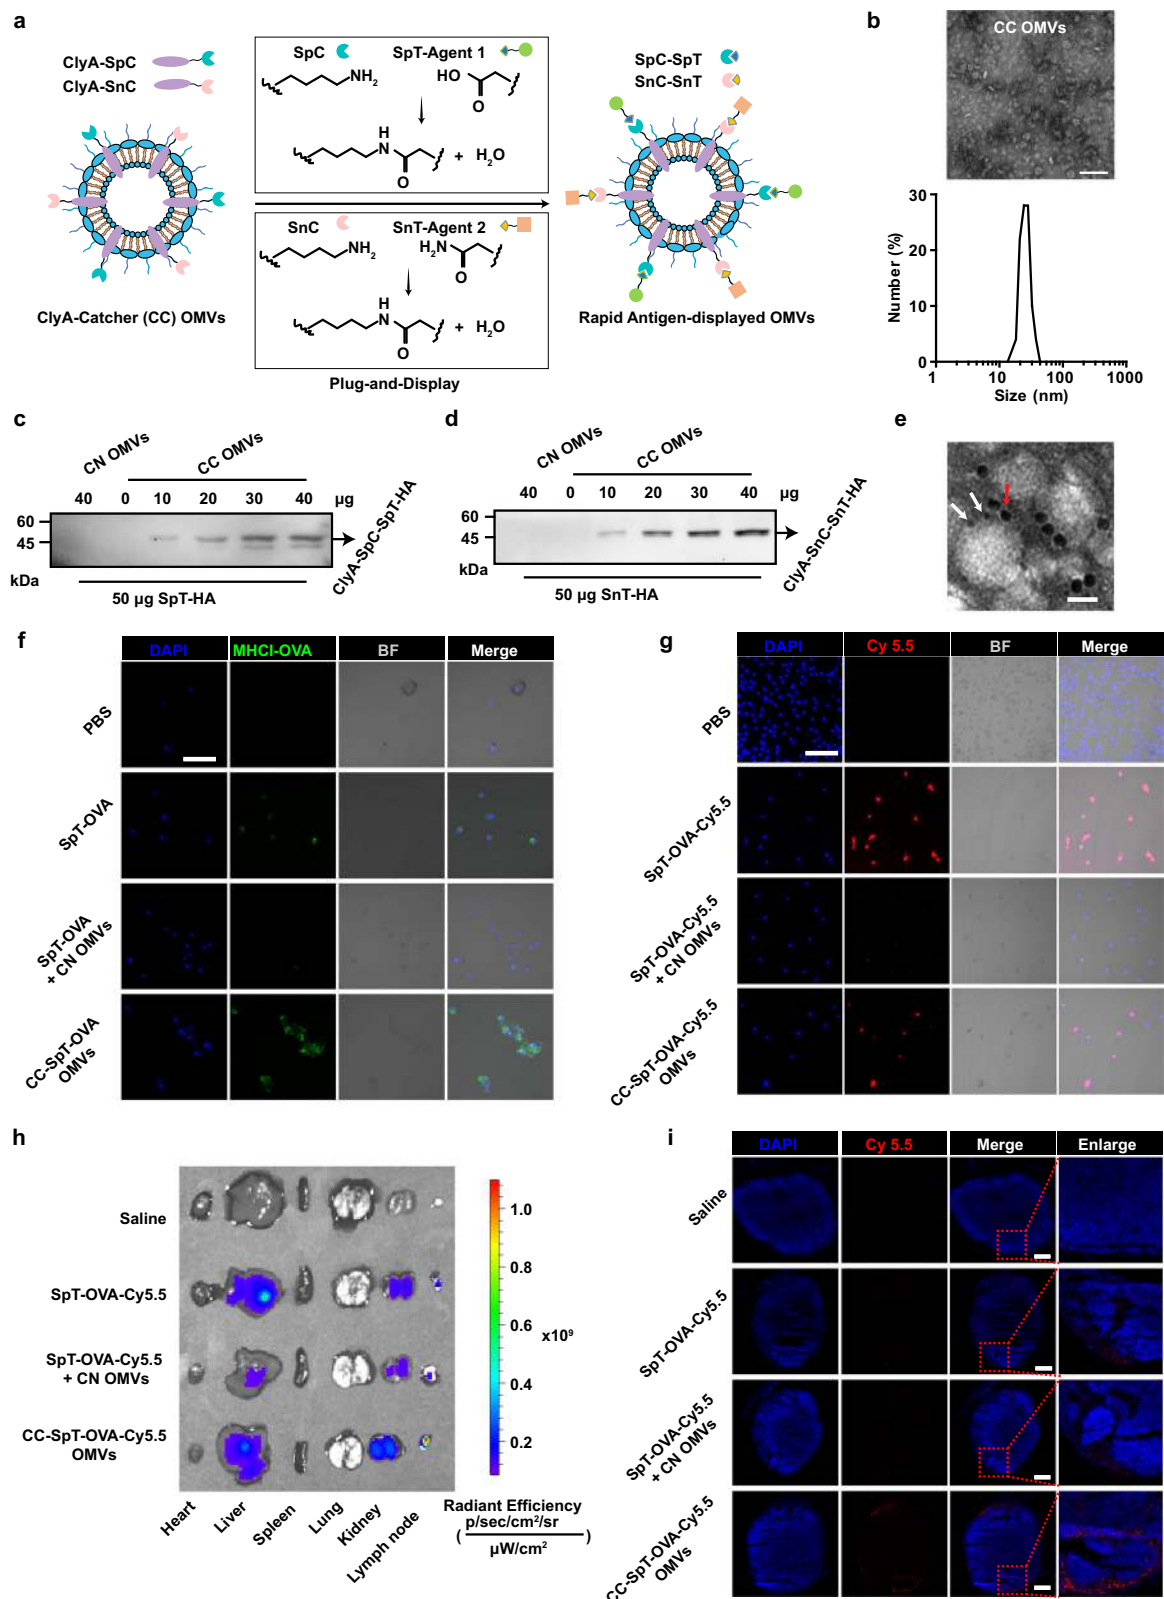 a
ClyA-SpC
ClyA-SnC
ClyA-Catcher (CC) OMVs
SpC
SpT-Agent 1
NH2
HO
O
H
N
O
+ H2O
SnC
SnT-Agent 2
NH2
H2N
O
H
N
O
+ H2O
Plug-and-Display
SpC-SpT
SnC-SnT
Rapid Antigen-displayed OMVs
b
CC OMVs
30
20
10
0
Number (%)
1
10
100
1000
Size (nm)
c
CN OMVs
CC OMVs
40
0
10
20
30
40
µg
60
45
kDa
50 µg SpT-HA
ClyA-SpC-SpT-HA
d
CN OMVs
CC OMVs
40
0
10
20
30
40
µg
60
45
kDa
50 µg SnT-HA
ClyA-SnC-SnT-HA
e
f
DAPI
MHCI-OVA
BF
Merge
PBS
SpT-OVA
SpT-OVA
+ CN OMVs
CC-SpT-OVA
OMVs
g
DAPI
Cy 5.5
BF
Merge
PBS
SpT-OVA-Cy5.5
SpT-OVA-Cy5.5
+ CN OMVs
CC-SpT-OVA-Cy5.5
OMVs
h
Saline
SpT-OVA-Cy5.5
SpT-OVA-Cy5.5
+ CN OMVs
CC-SpT-OVA-Cy5.5
OMVs
Heart
Liver
Spleen
Lung
Kidney
Lymph node
1.0
0.8
0.6
0.4
0.2
x10⁹
Radiant Efficiency
( p/sec/cm²/sr )
µW/cm²
i
DAPI
Cy 5.5
Merge
Enlarge
Saline
SpT-OVA-Cy5.5
SpT-OVA-Cy5.5
+ CN OMVs
CC-SpT-OVA-Cy5.5
OMVs